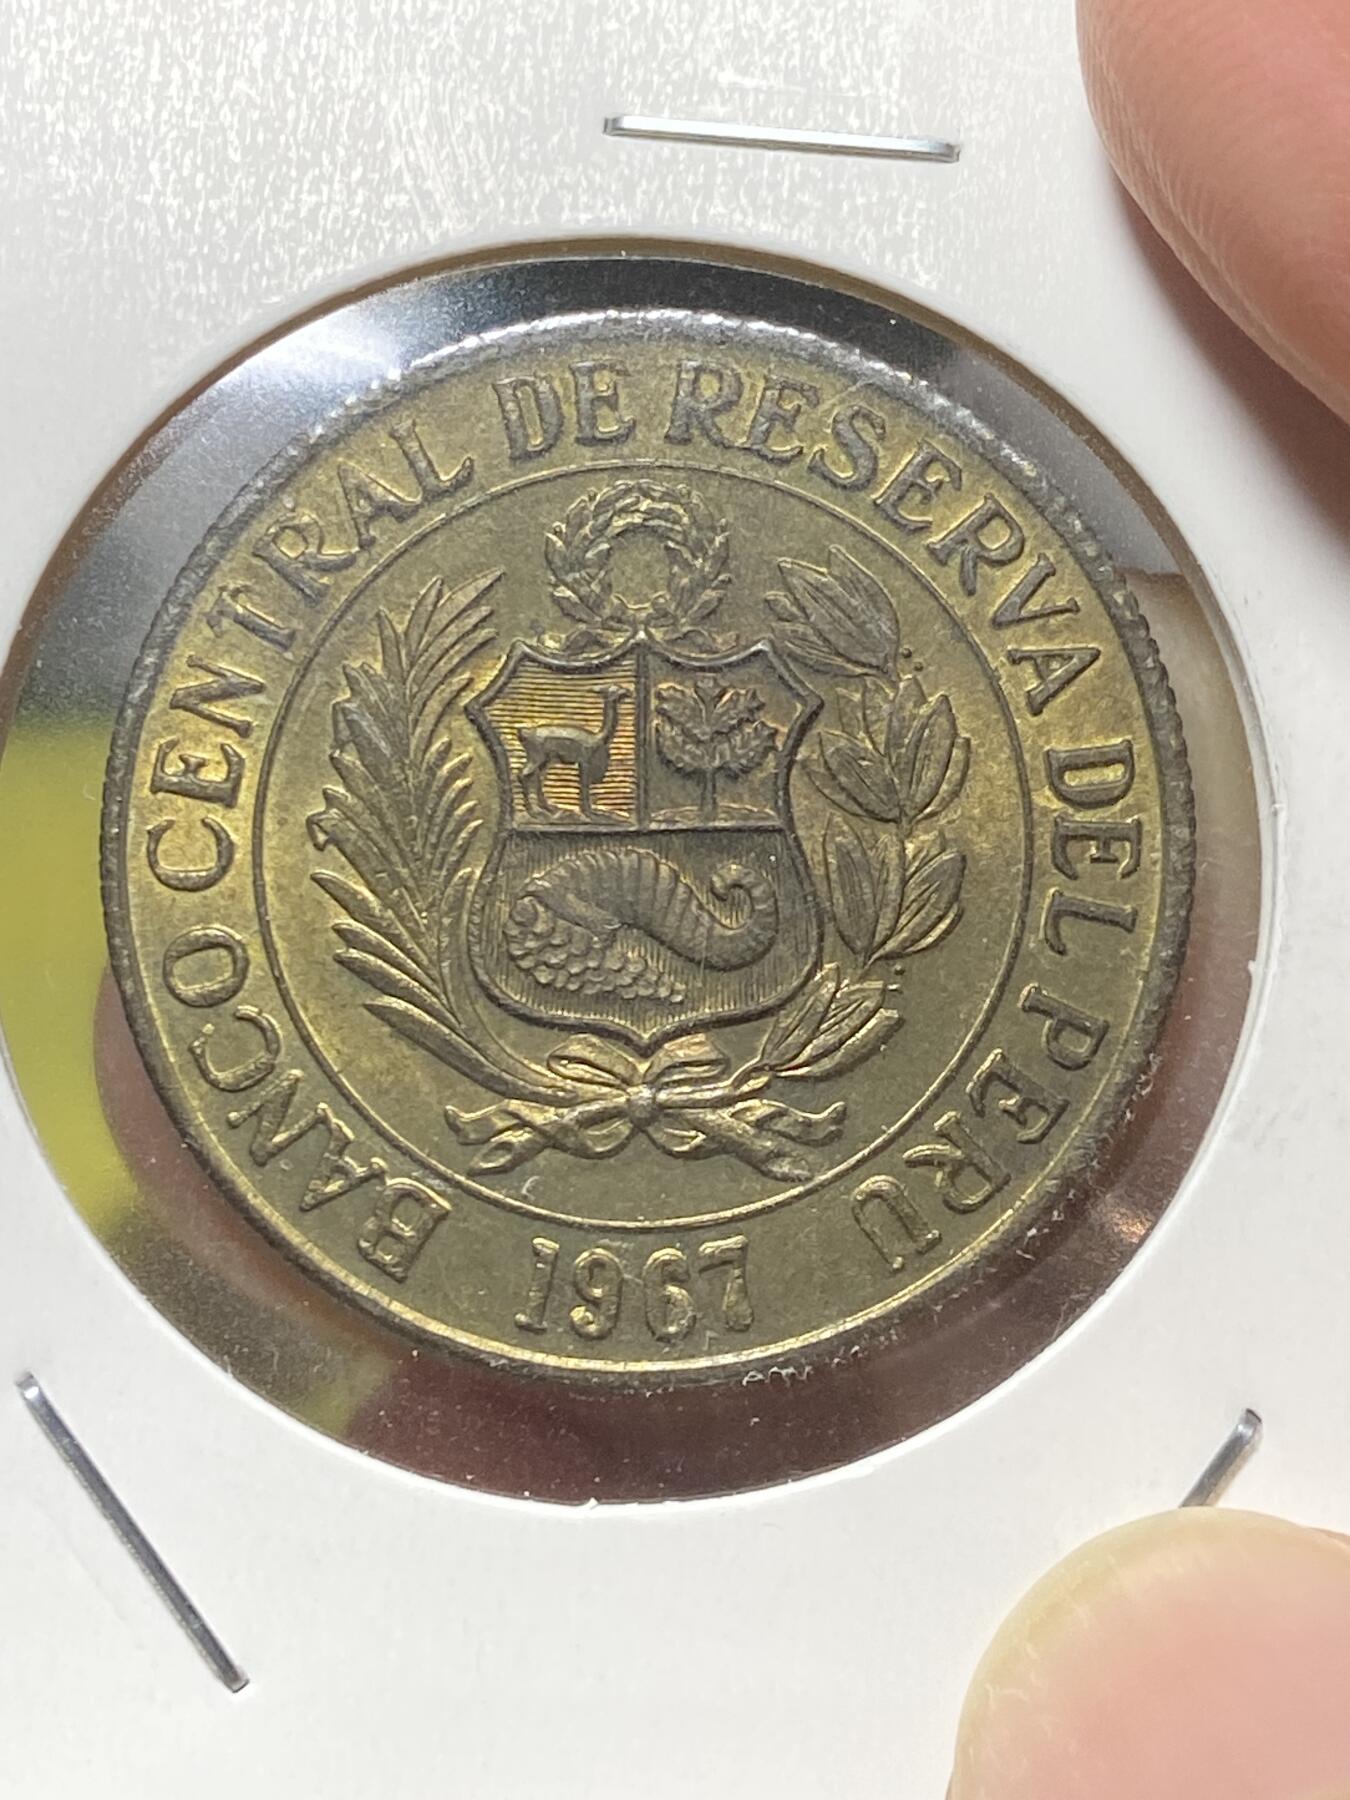 BANCO CENTRAL DE RESERVA DEL PERU
1967